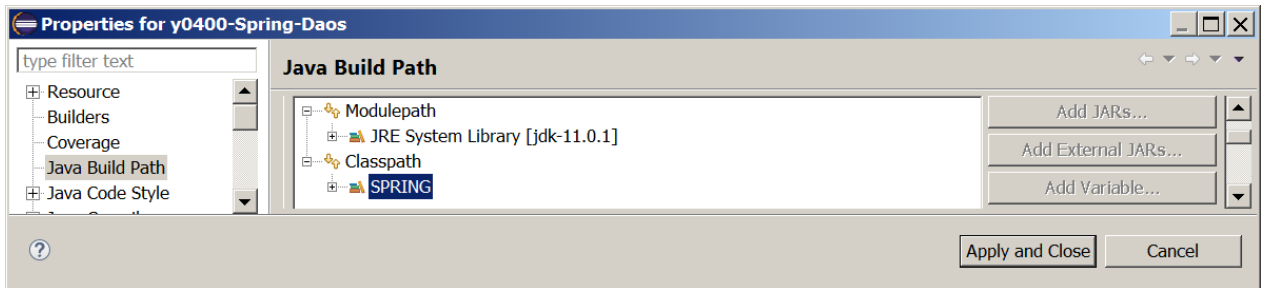 Properties for y0400-Spring-Daos
type filter text
Resource
Builders
Coverage
Java Build Path
Java Code Style
Java Build Path
Modulepath
JRE System Library [jdk-11.0.1]
Classpath
SPRING
Add JARs...
Add External JARs...
Add Variable...
Apply and Close
Cancel